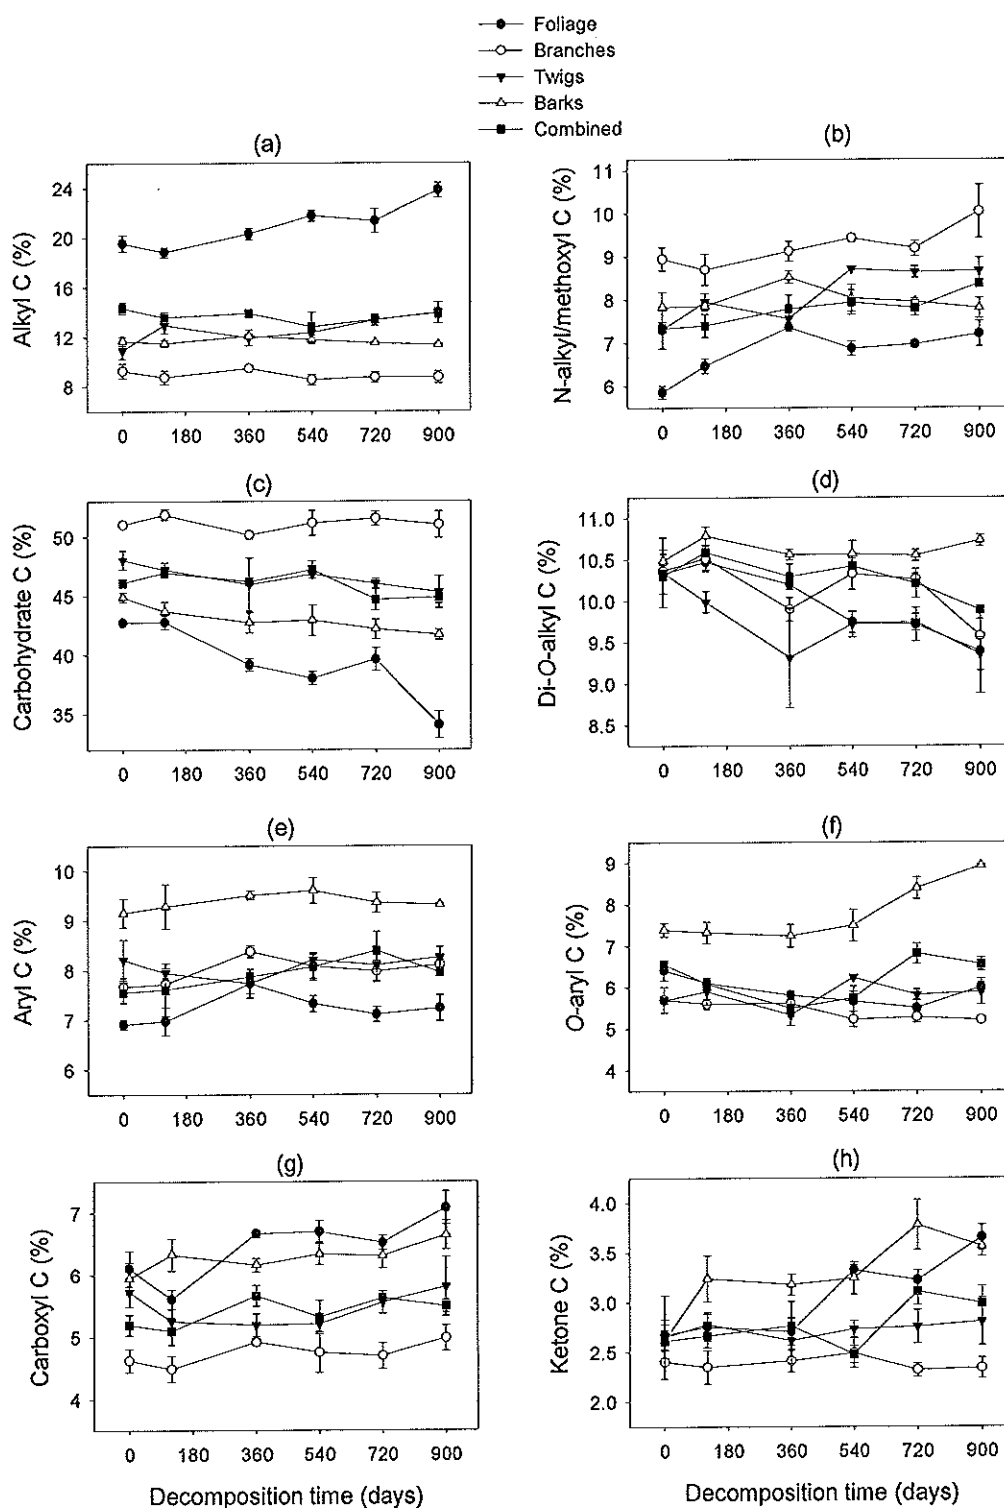 Foliage
Branches
Twigs
Barks
Combined
(a)
(b)
Alkyl C (%)
24
20
16
12
8
0 180 360 540 720 900
N-alkyl/methoxyl C (%)
11
10
9
8
7
6
0 180 360 540 720 900
(c)
(d)
Carbohydrate C (%)
50
45
40
35
0 180 360 540 720 900
Di-O-alkyl C (%)
11.0
10.5
10.0
9.5
9.0
8.5
0 180 360 540 720 900
(e)
(f)
Aryl C (%)
10
9
8
7
6
0 180 360 540 720 900
O-aryl C (%)
9
8
7
6
5
4
0 180 360 540 720 900
(g)
(h)
Carboxyl C (%)
7
6
5
4
0 180 360 540 720 900
Decomposition time (days)
Ketone C (%)
4.0
3.5
3.0
2.5
2.0
0 180 360 540 720 900
Decomposition time (days)